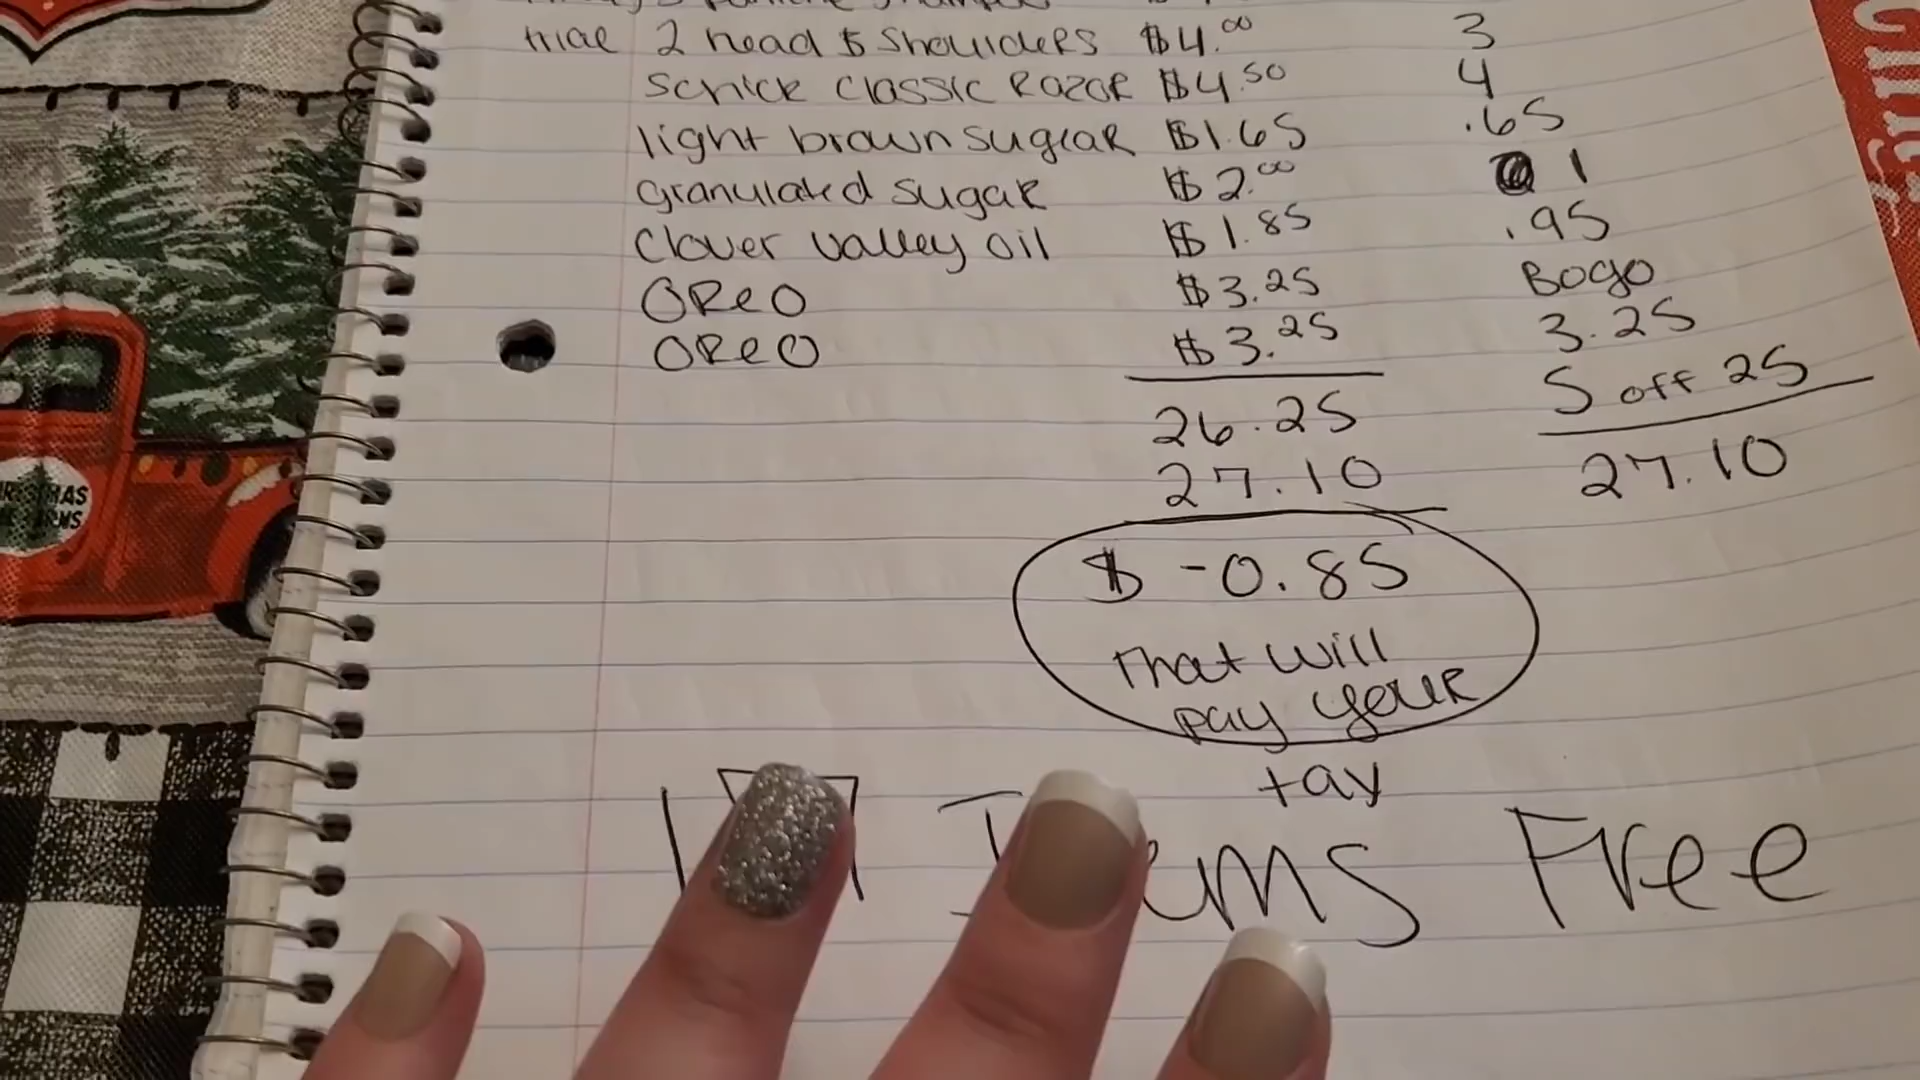 trial 2 head & shoulders $4.00 3
Schick classic Razor $4.50 4
light brown sugar $1.65 .65
granulated sugar $2.00 1
Clover valley oil $1.85 .95
OReO $3.25 Bogo
OReO $3.25 3.25
5 off 25
26.25
27.10 27.10
$ -0.85
That will
pay your
tax
Items Free